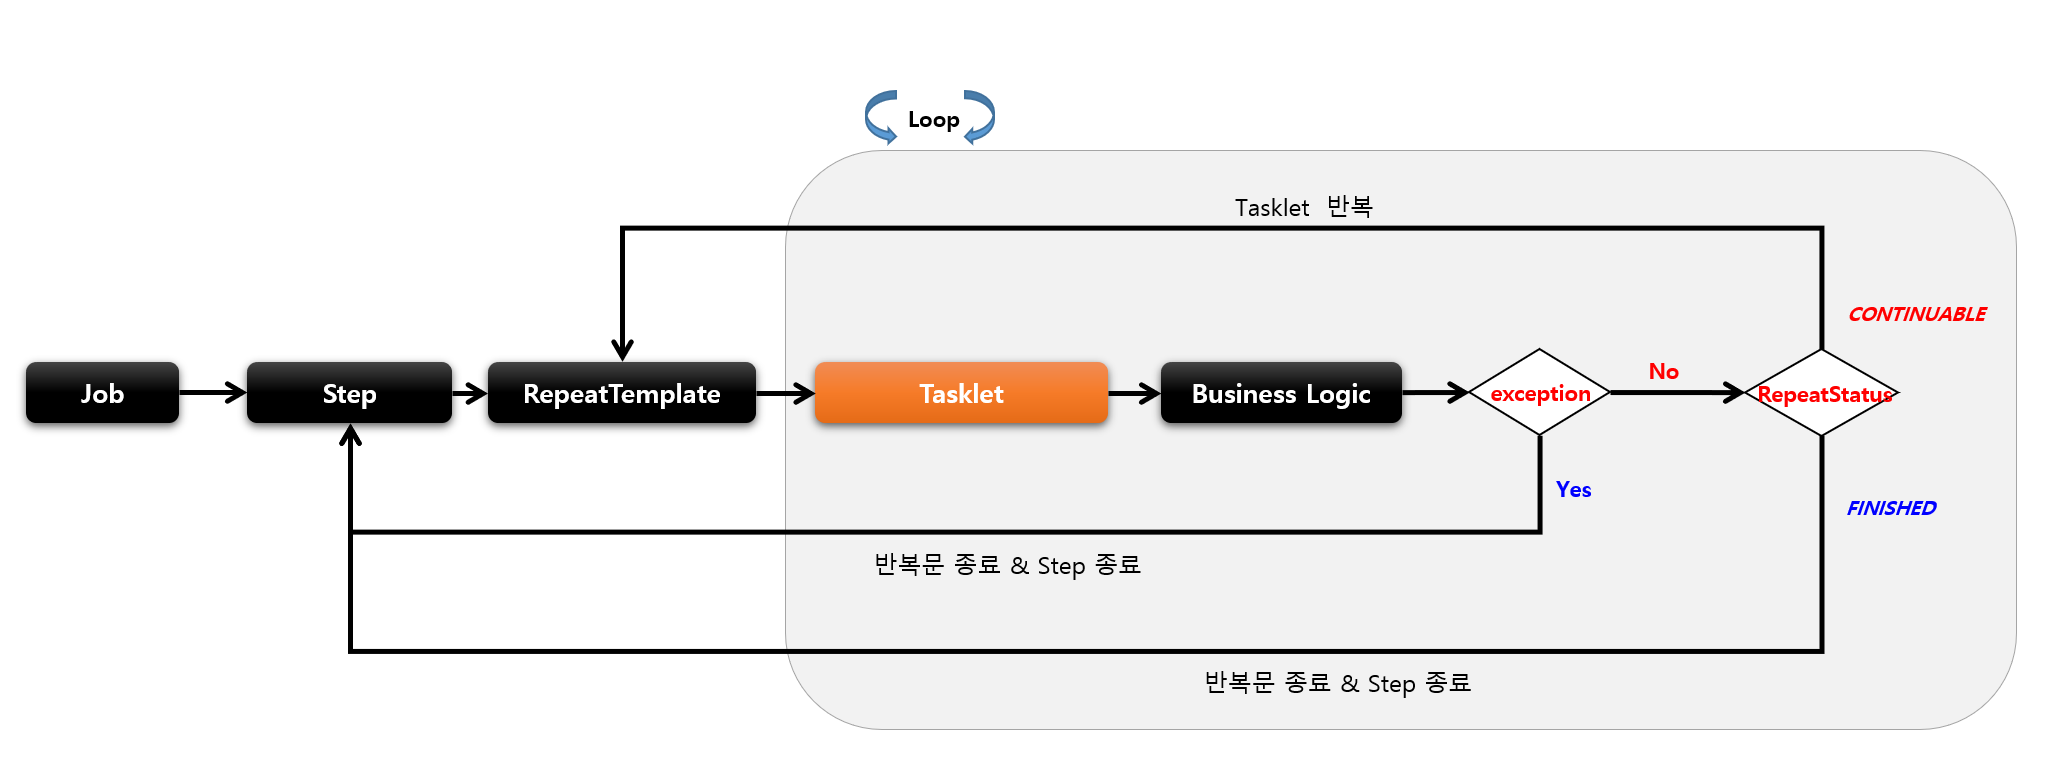 Loop
Tasklet 반복
CONTINUABLE
Job
Step
RepeatTemplate
Tasklet
Business Logic
exception
No
RepeatStatus
Yes
FINISHED
반복문 종료 & Step 종료
반복문 종료 & Step 종료